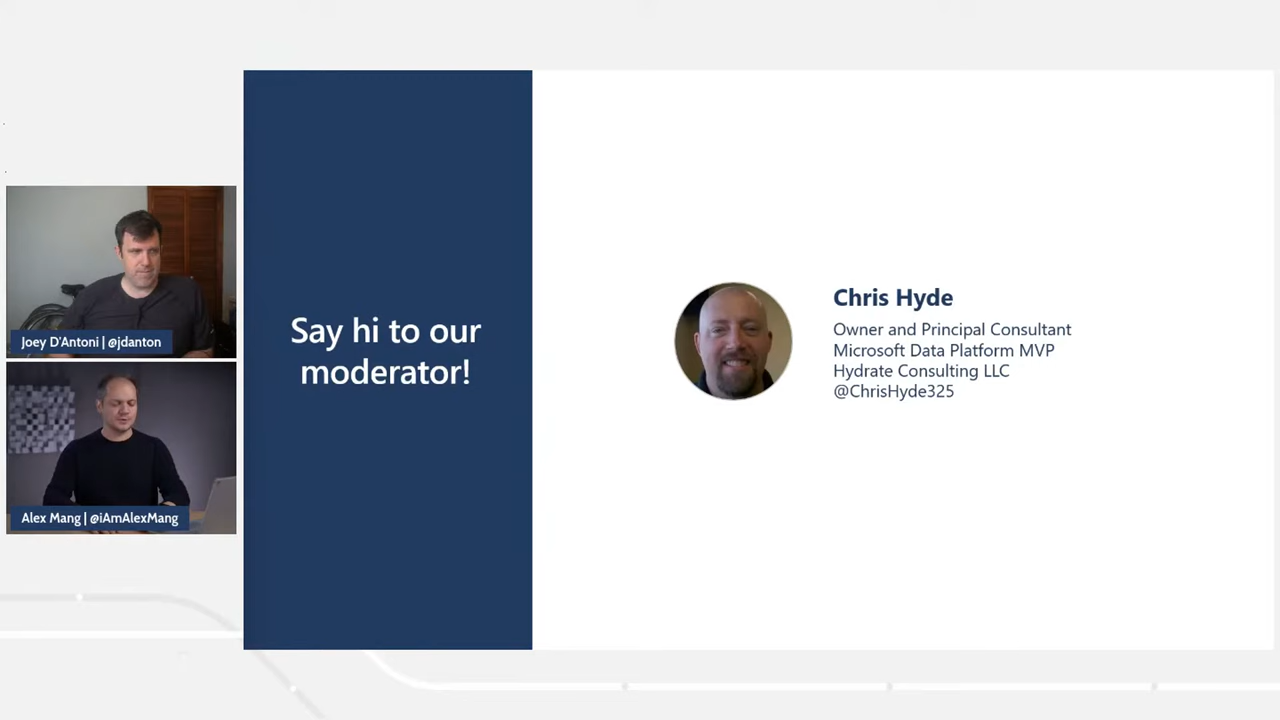 Joey D'Antoni | @jdanton
Alex Mang | @iAmAlexMang
Say hi to our
moderator!
Chris Hyde
Owner and Principal Consultant
Microsoft Data Platform MVP
Hydrate Consulting LLC
@ChrisHyde325